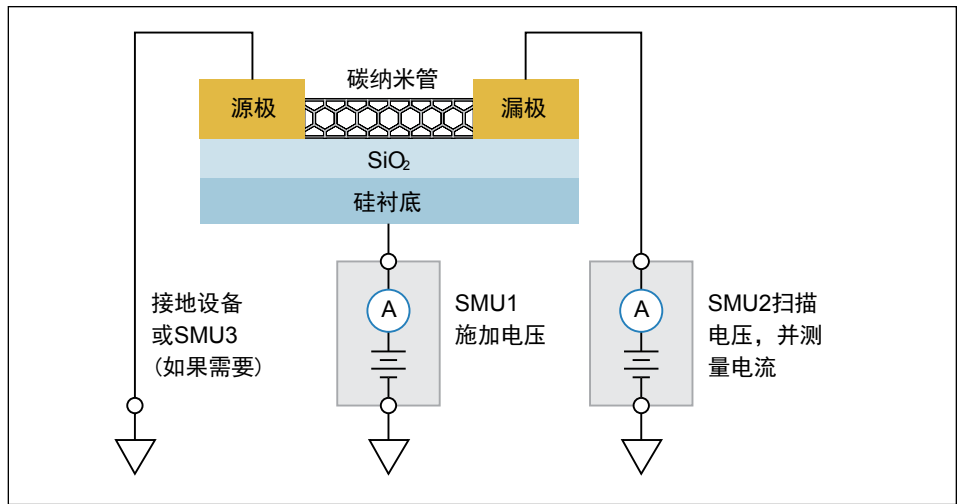 碳纳米管
源极
漏极
SiO₂
硅衬底
接地设备
或SMU3
(如果需要)
A
SMU1
施加电压
A
SMU2扫描
电压，并测
量电流